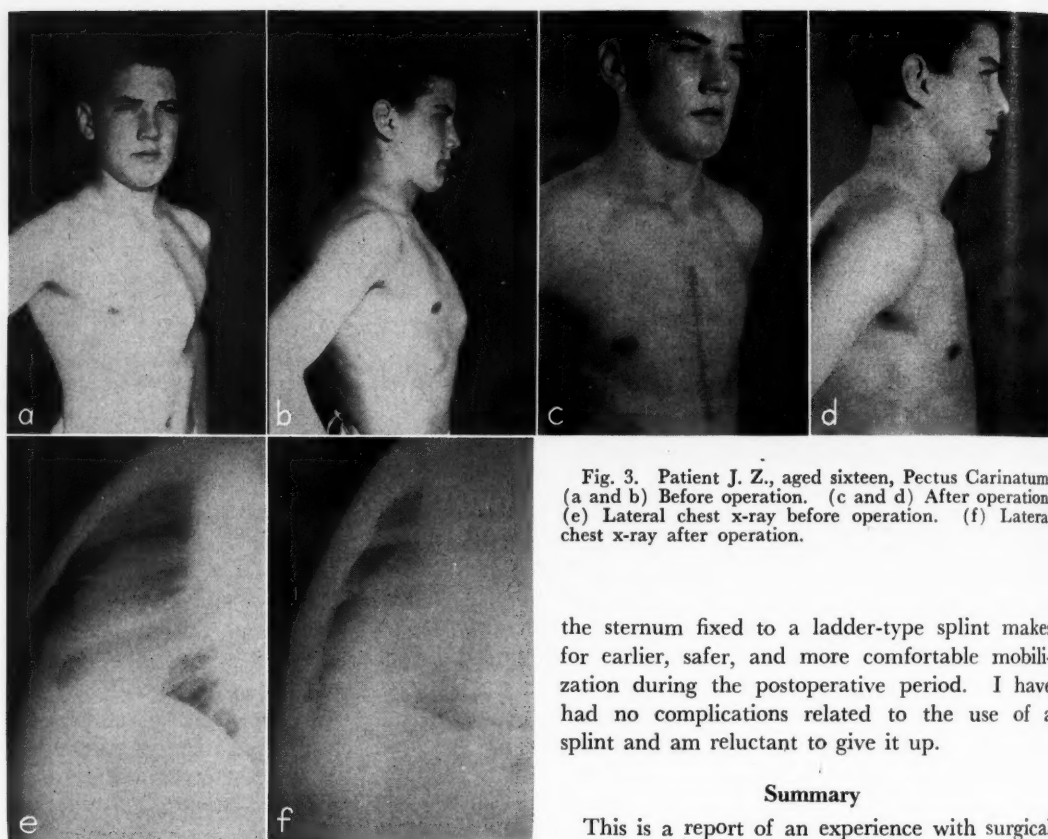 a
b
c
d
e
f
Fig. 3. Patient J. Z., aged sixteen, Pectus Carinatum
(a and b) Before operation. (c and d) After operation
(e) Lateral chest x-ray before operation. (f) Latera
chest x-ray after operation.
the sternum fixed to a ladder-type splint make
for earlier, safer, and more comfortable mobili-
zation during the postoperative period. I have
had no complications related to the use of a
splint and am reluctant to give it up.
Summary
This is a report of an experience with surgical